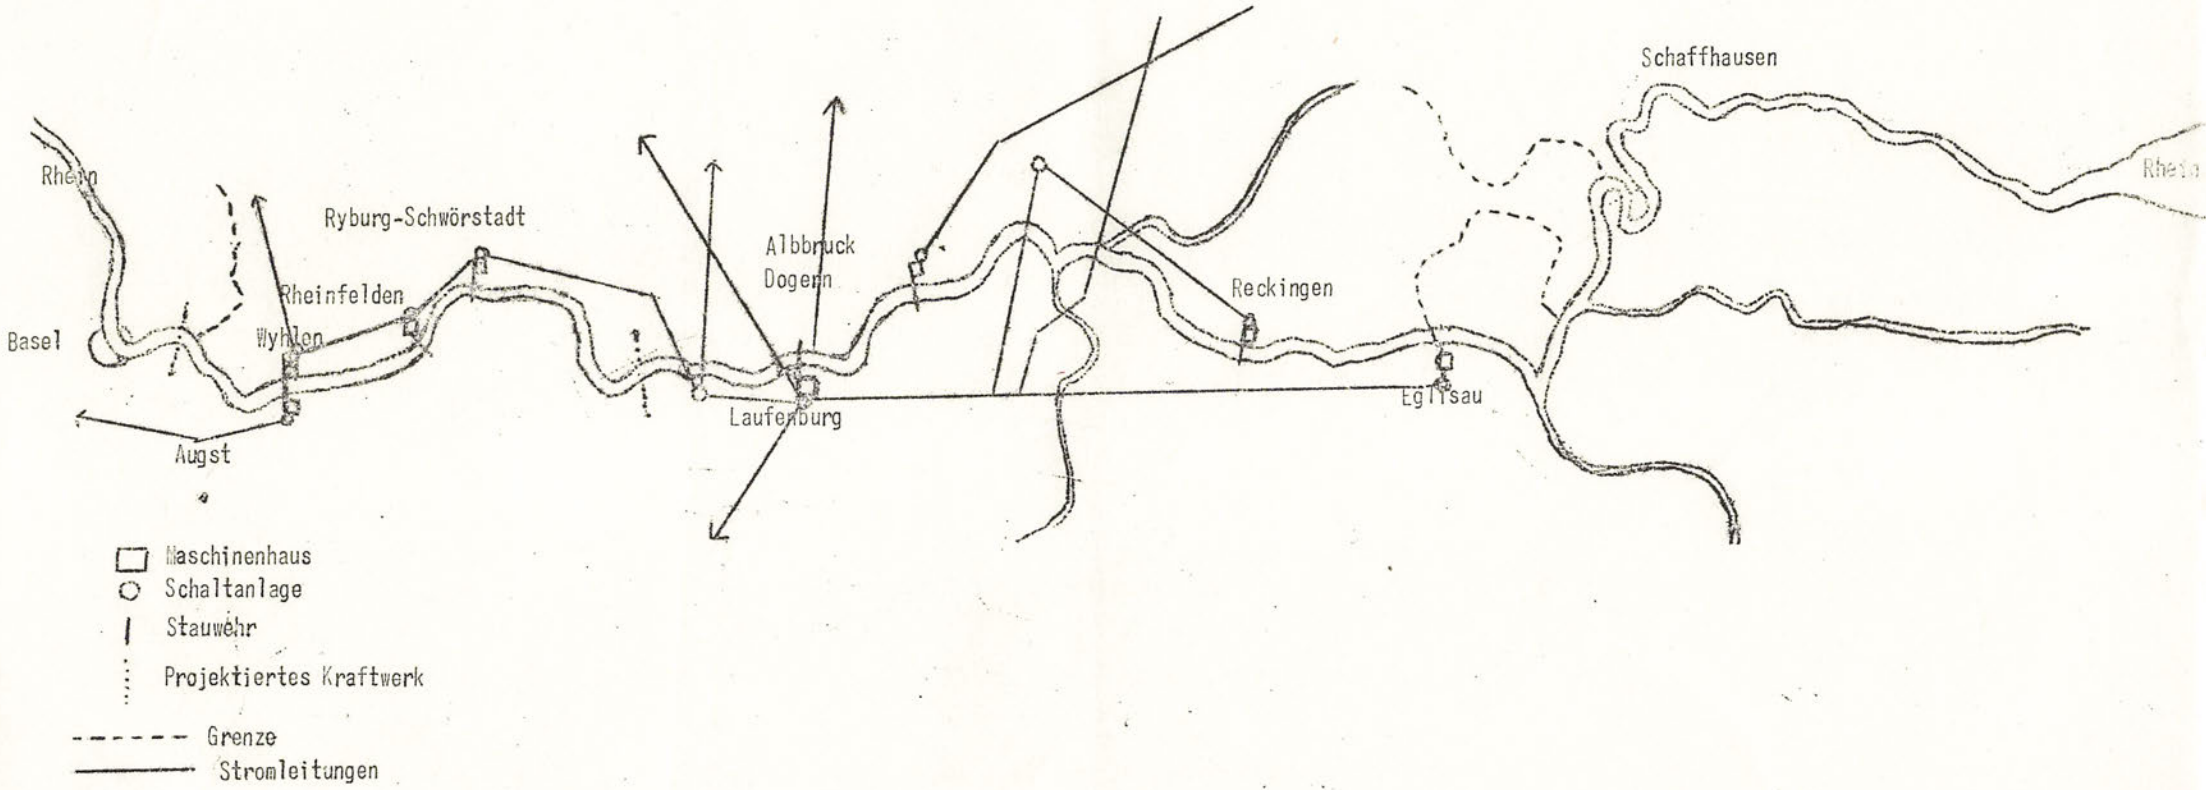 Schaffhausen
Rhein
Rhein
Ryburg-Schwörstadt
Albbruck
Dogern
Rheinfelden
Reckingen
Basel
Wyhlen
Eglisau
Laufenburg
Augst
Maschinenhaus
Schaltanlage
Stauwehr
Projektiertes Kraftwerk
Grenze
Stromleitungen